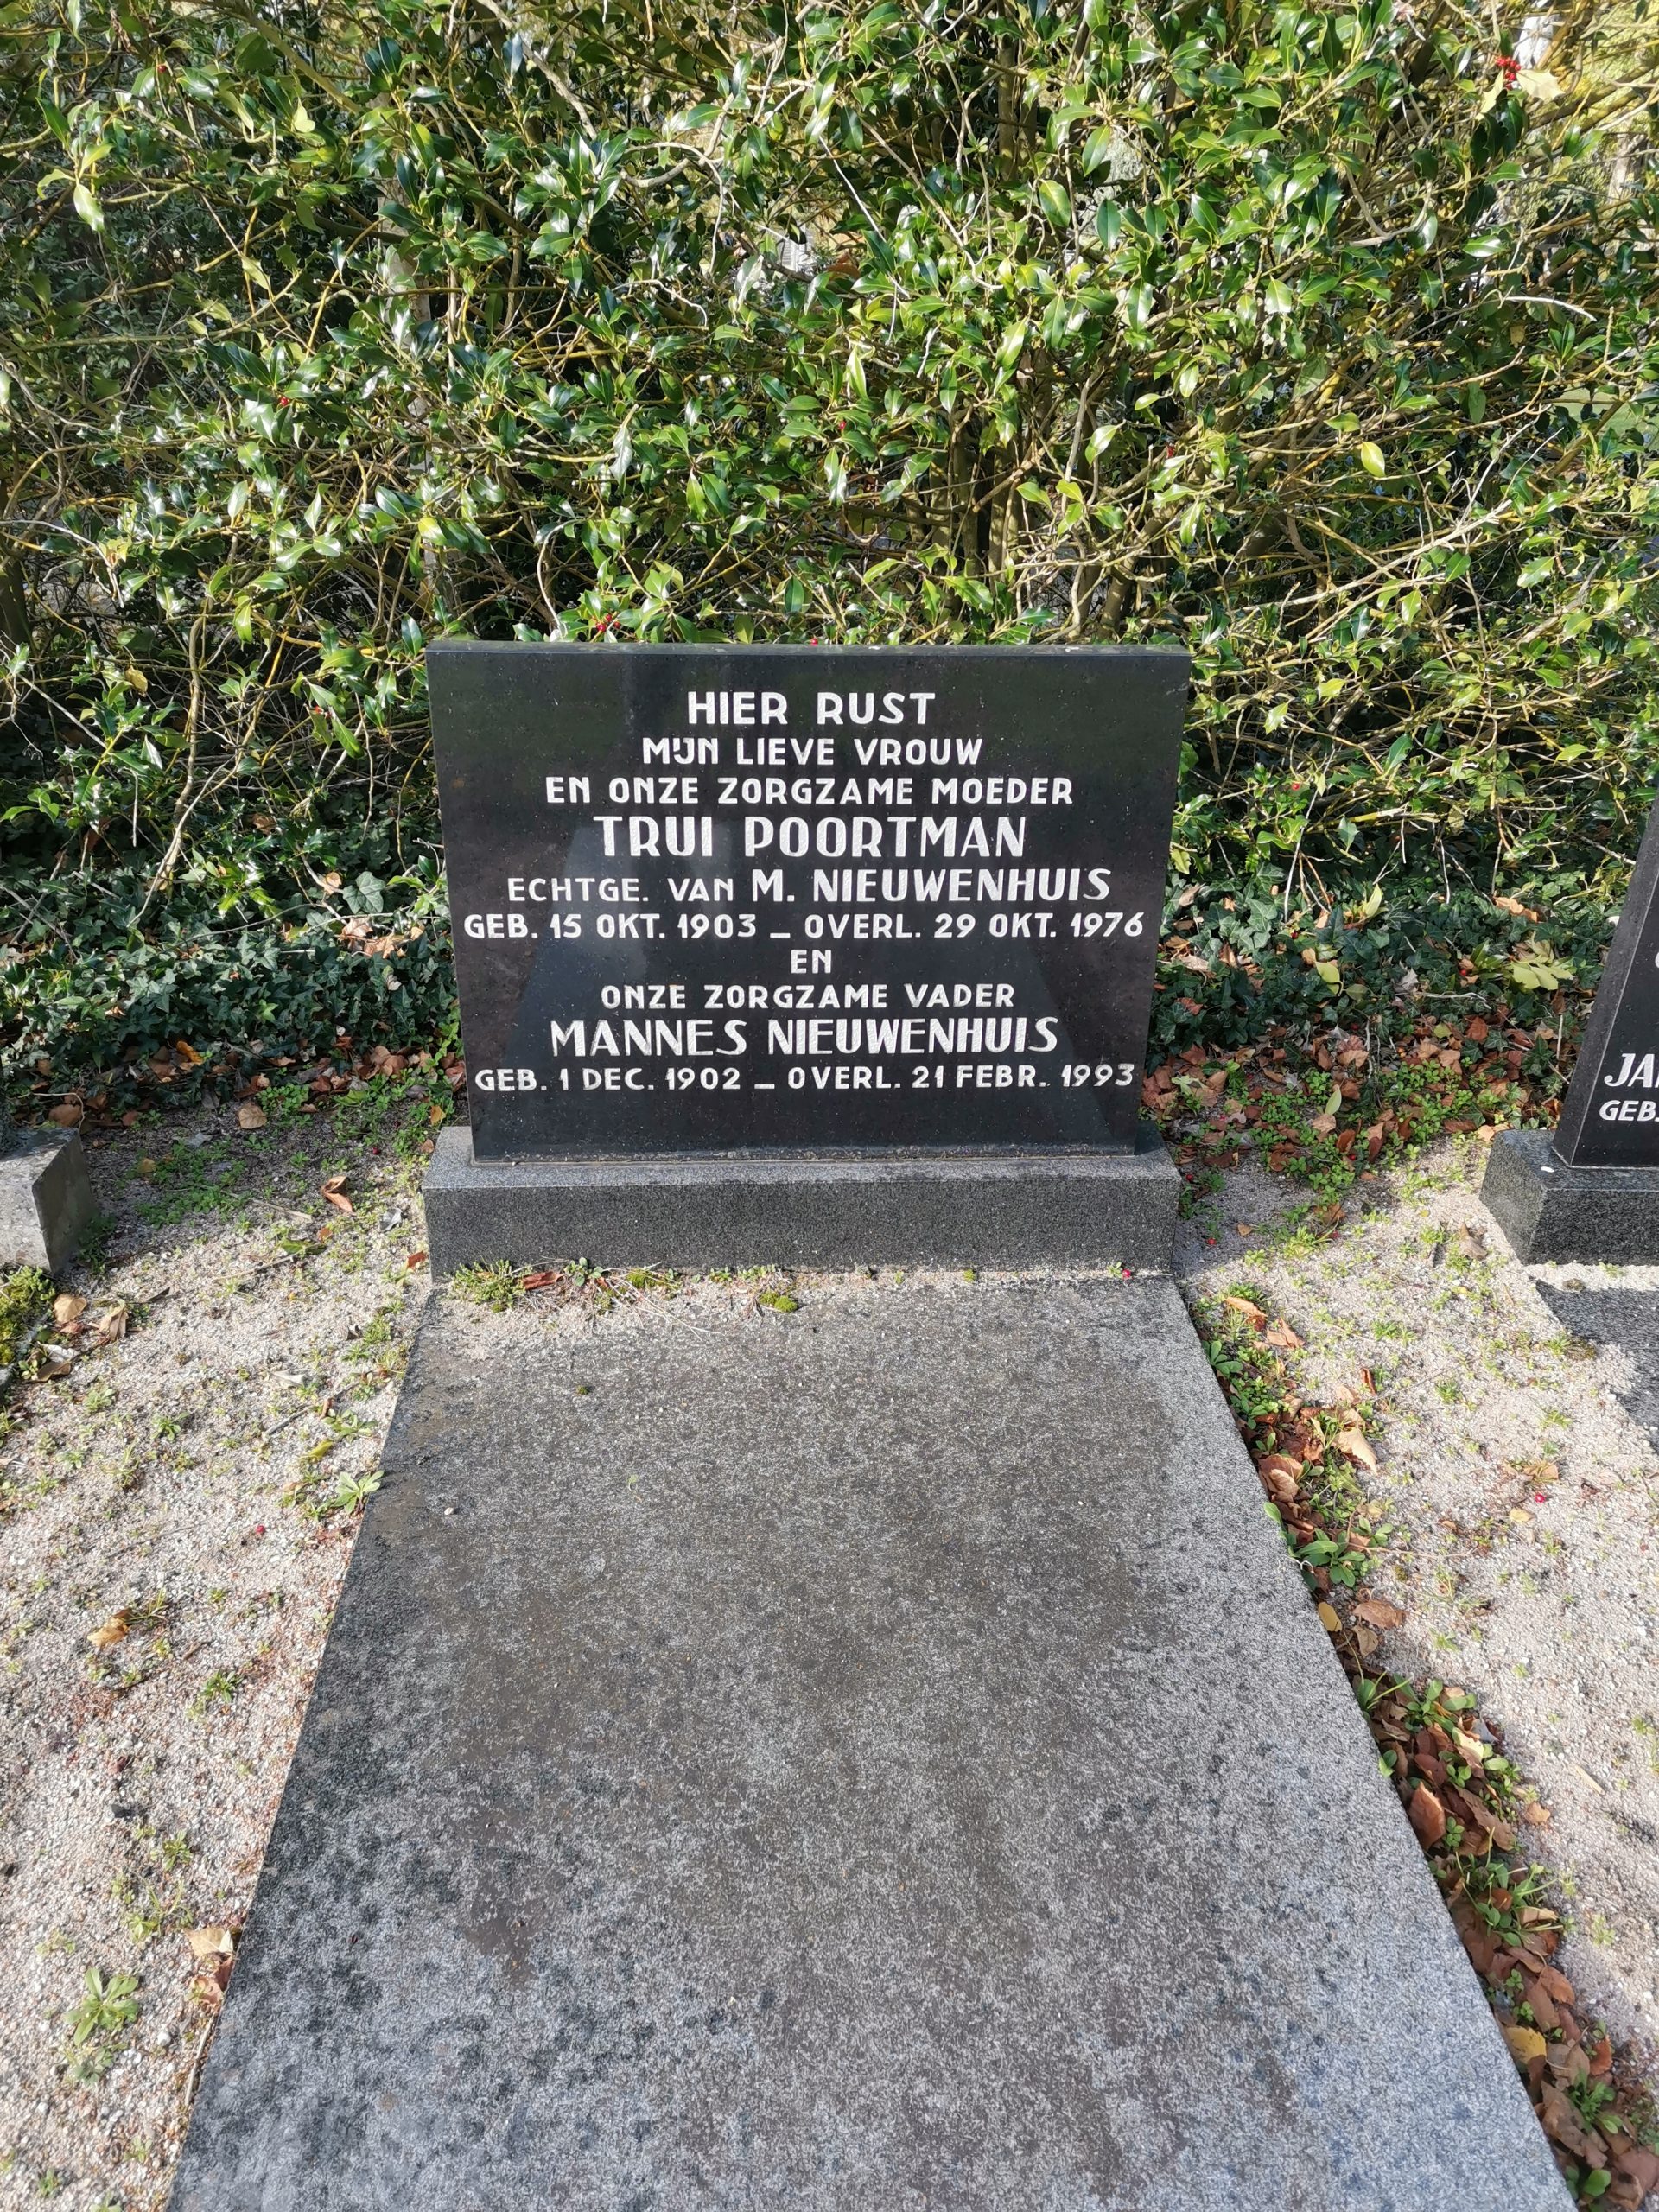 HIER RUST
MIJN LIEVE VROUW
EN ONZE ZORGZAME MOEDER
TRUI POORTMAN
ECHTGE. VAN M. NIEUWENHUIS
GEB. 15 OKT. 1903 _ OVERL. 29 OKT. 1976
EN
ONZE ZORGZAME VADER
MANNES NIEUWENHUIS
GEB. 1 DEC. 1902 _ OVERL. 21 FEBR. 1993
GEB.